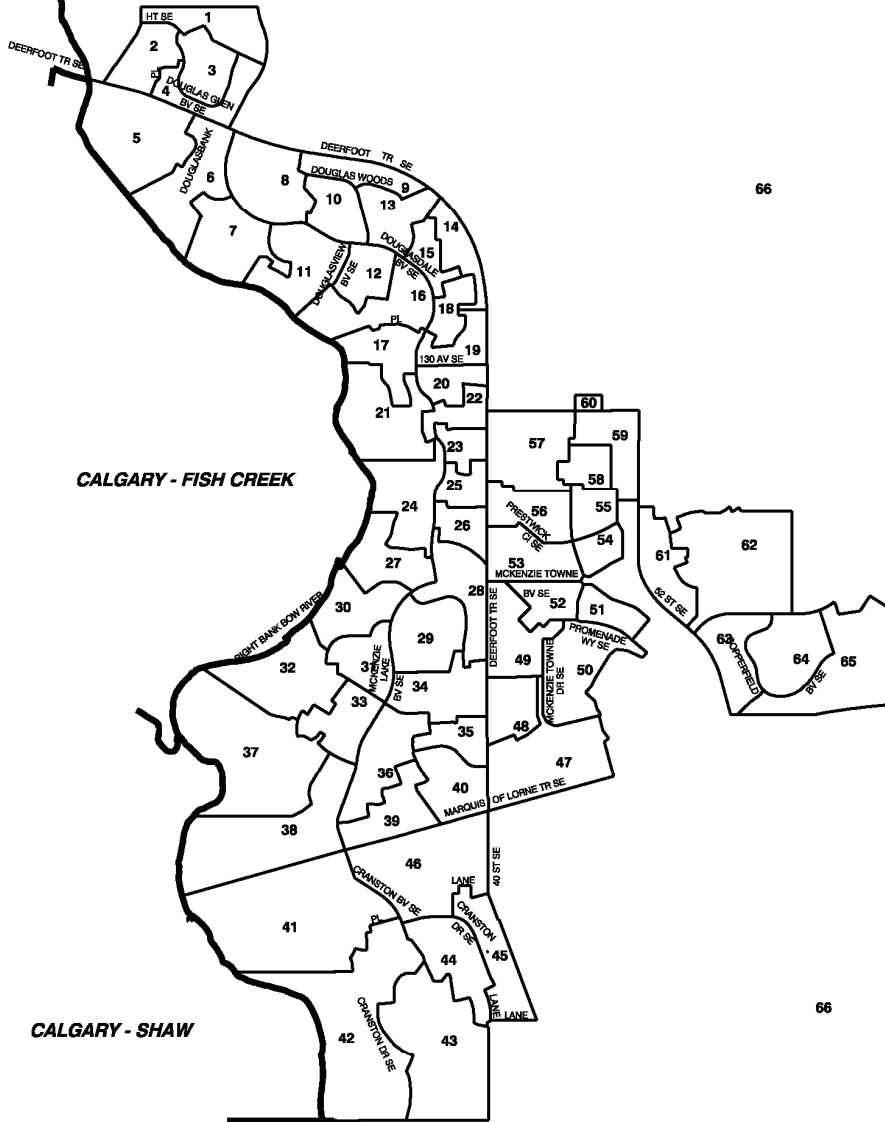 1
HT SE
2
DEERFOOT TR SE
3
PL
4
DOUGLAS GLEN
BV SE
5
DOUGLASBANK
6
DEERFOOT TR SE
DOUGLAS WOODS
8
9
66
10
13
7
14
DOUGLASDALE
BV SE
15
11
DOUGLASVIEW
BV SE
12
16
18
PL
17
19
130 AV SE
20
22
21
60
57
59
23
CALGARY - FISH CREEK
25
58
24
26
56
55
PRESTWICK
CI SE
54
61
62
27
53
MCKENZIE TOWNE
28
BV SE
52
51
52 ST SE
30
RIGHT BANK BOW RIVER
DEERFOOT TR SE
29
PROMENADE
WY SE
63
COPPERFIELD
BV SE
64
65
32
31
MCKENZIE
LAKE
BV SE
34
49
MCKENZIE TOWNE
DR SE
50
33
35
48
37
36
47
40
MARQUIS OF LORNE TR SE
39
38
46
40 ST SE
CRANSTON BV SE
LANE
CRANSTON
DR SE
41
PL
44
45
LANE
LANE
CALGARY - SHAW
42
CRANSTON DR SE
43
66